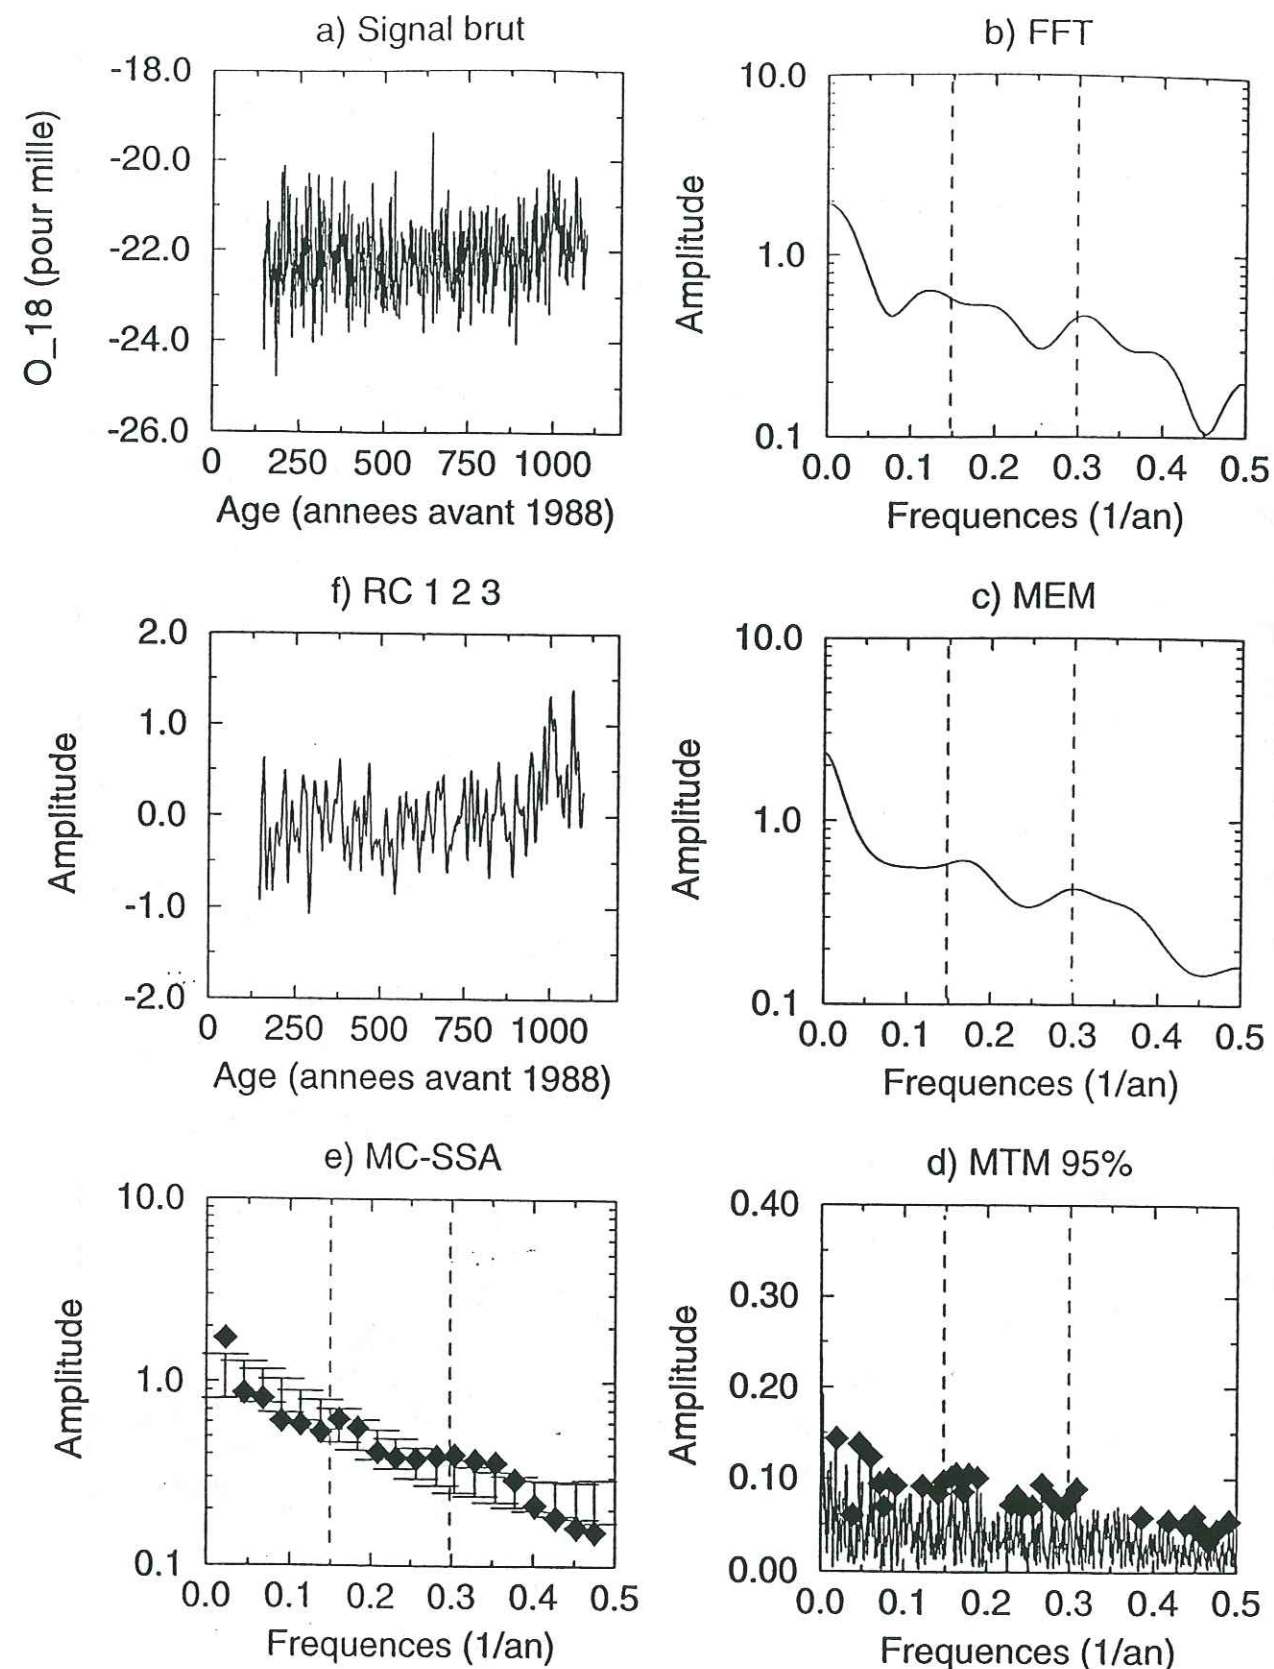 a) Signal brut
-18.0
-20.0
-22.0
-24.0
-26.0
O_18 (pour mille)
0 250 500 750 1000
Age (annees avant 1988)
b) FFT
10.0
1.0
0.1
Amplitude
0.0 0.1 0.2 0.3 0.4 0.5
Frequences (1/an)
f) RC 1 2 3
2.0
1.0
0.0
-1.0
-2.0
Amplitude
0 250 500 750 1000
Age (annees avant 1988)
c) MEM
10.0
1.0
0.1
Amplitude
0.0 0.1 0.2 0.3 0.4 0.5
Frequences (1/an)
e) MC-SSA
10.0
1.0
0.1
Amplitude
0.0 0.1 0.2 0.3 0.4 0.5
Frequences (1/an)
d) MTM 95%
0.40
0.30
0.20
0.10
0.00
Amplitude
0.0 0.1 0.2 0.3 0.4 0.5
Frequences (1/an)